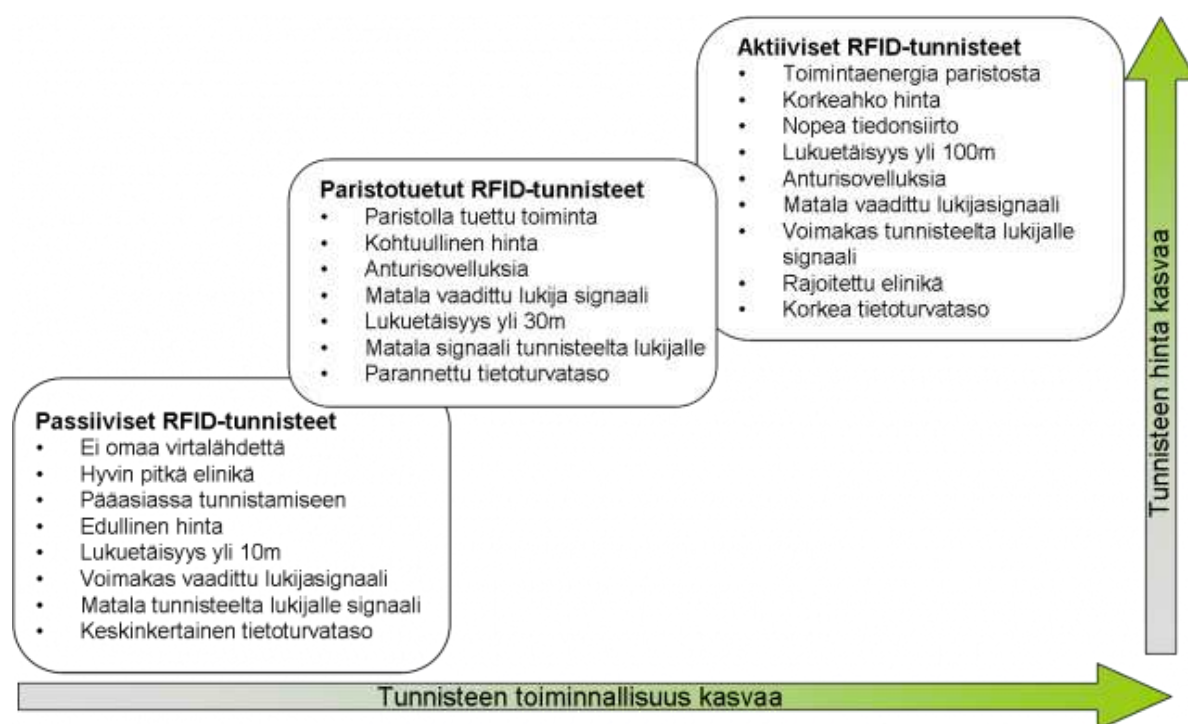 Aktiiviset RFID-tunnisteet
• Toimintaenergia paristosta
• Korkeahko hinta
• Nopea tiedonsiirto
• Lukuetäisyys yli 100m
• Anturisovelluksia
• Matala vaadittu lukijasignaali
• Voimakas tunnisteelta lukijalle
signaali
• Rajoitettu elinikä
• Korkea tietoturvataso
Paristotuetut RFID-tunnisteet
• Paristolla tuettu toiminta
• Kohtuullinen hinta
• Anturisovelluksia
• Matala vaadittu lukija signaali
• Lukuetäisyys yli 30m
• Matala signaali tunnisteelta lukijalle
• Parannettu tietoturvataso
Passiiviset RFID-tunnisteet
• Ei omaa virtalähdettä
• Hyvin pitkä elinikä
• Pääasiassa tunnistamiseen
• Edullinen hinta
• Lukuetäisyys yli 10m
• Voimakas vaadittu lukijasignaali
• Matala tunnisteelta lukijalle signaali
• Keskinkertainen tietoturvataso
Tunnisteen hinta kasvaa
Tunnisteen toiminnallisuus kasvaa